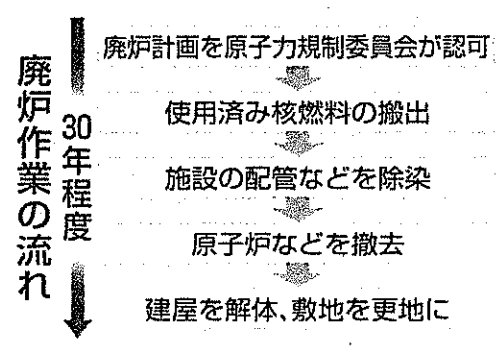 廃炉作業の流れ
30年程度
廃炉計画を原子力規制委員会が認可
使用済み核燃料の搬出
施設の配管などを除染
原子炉などを撤去
建屋を解体、敷地を更地に